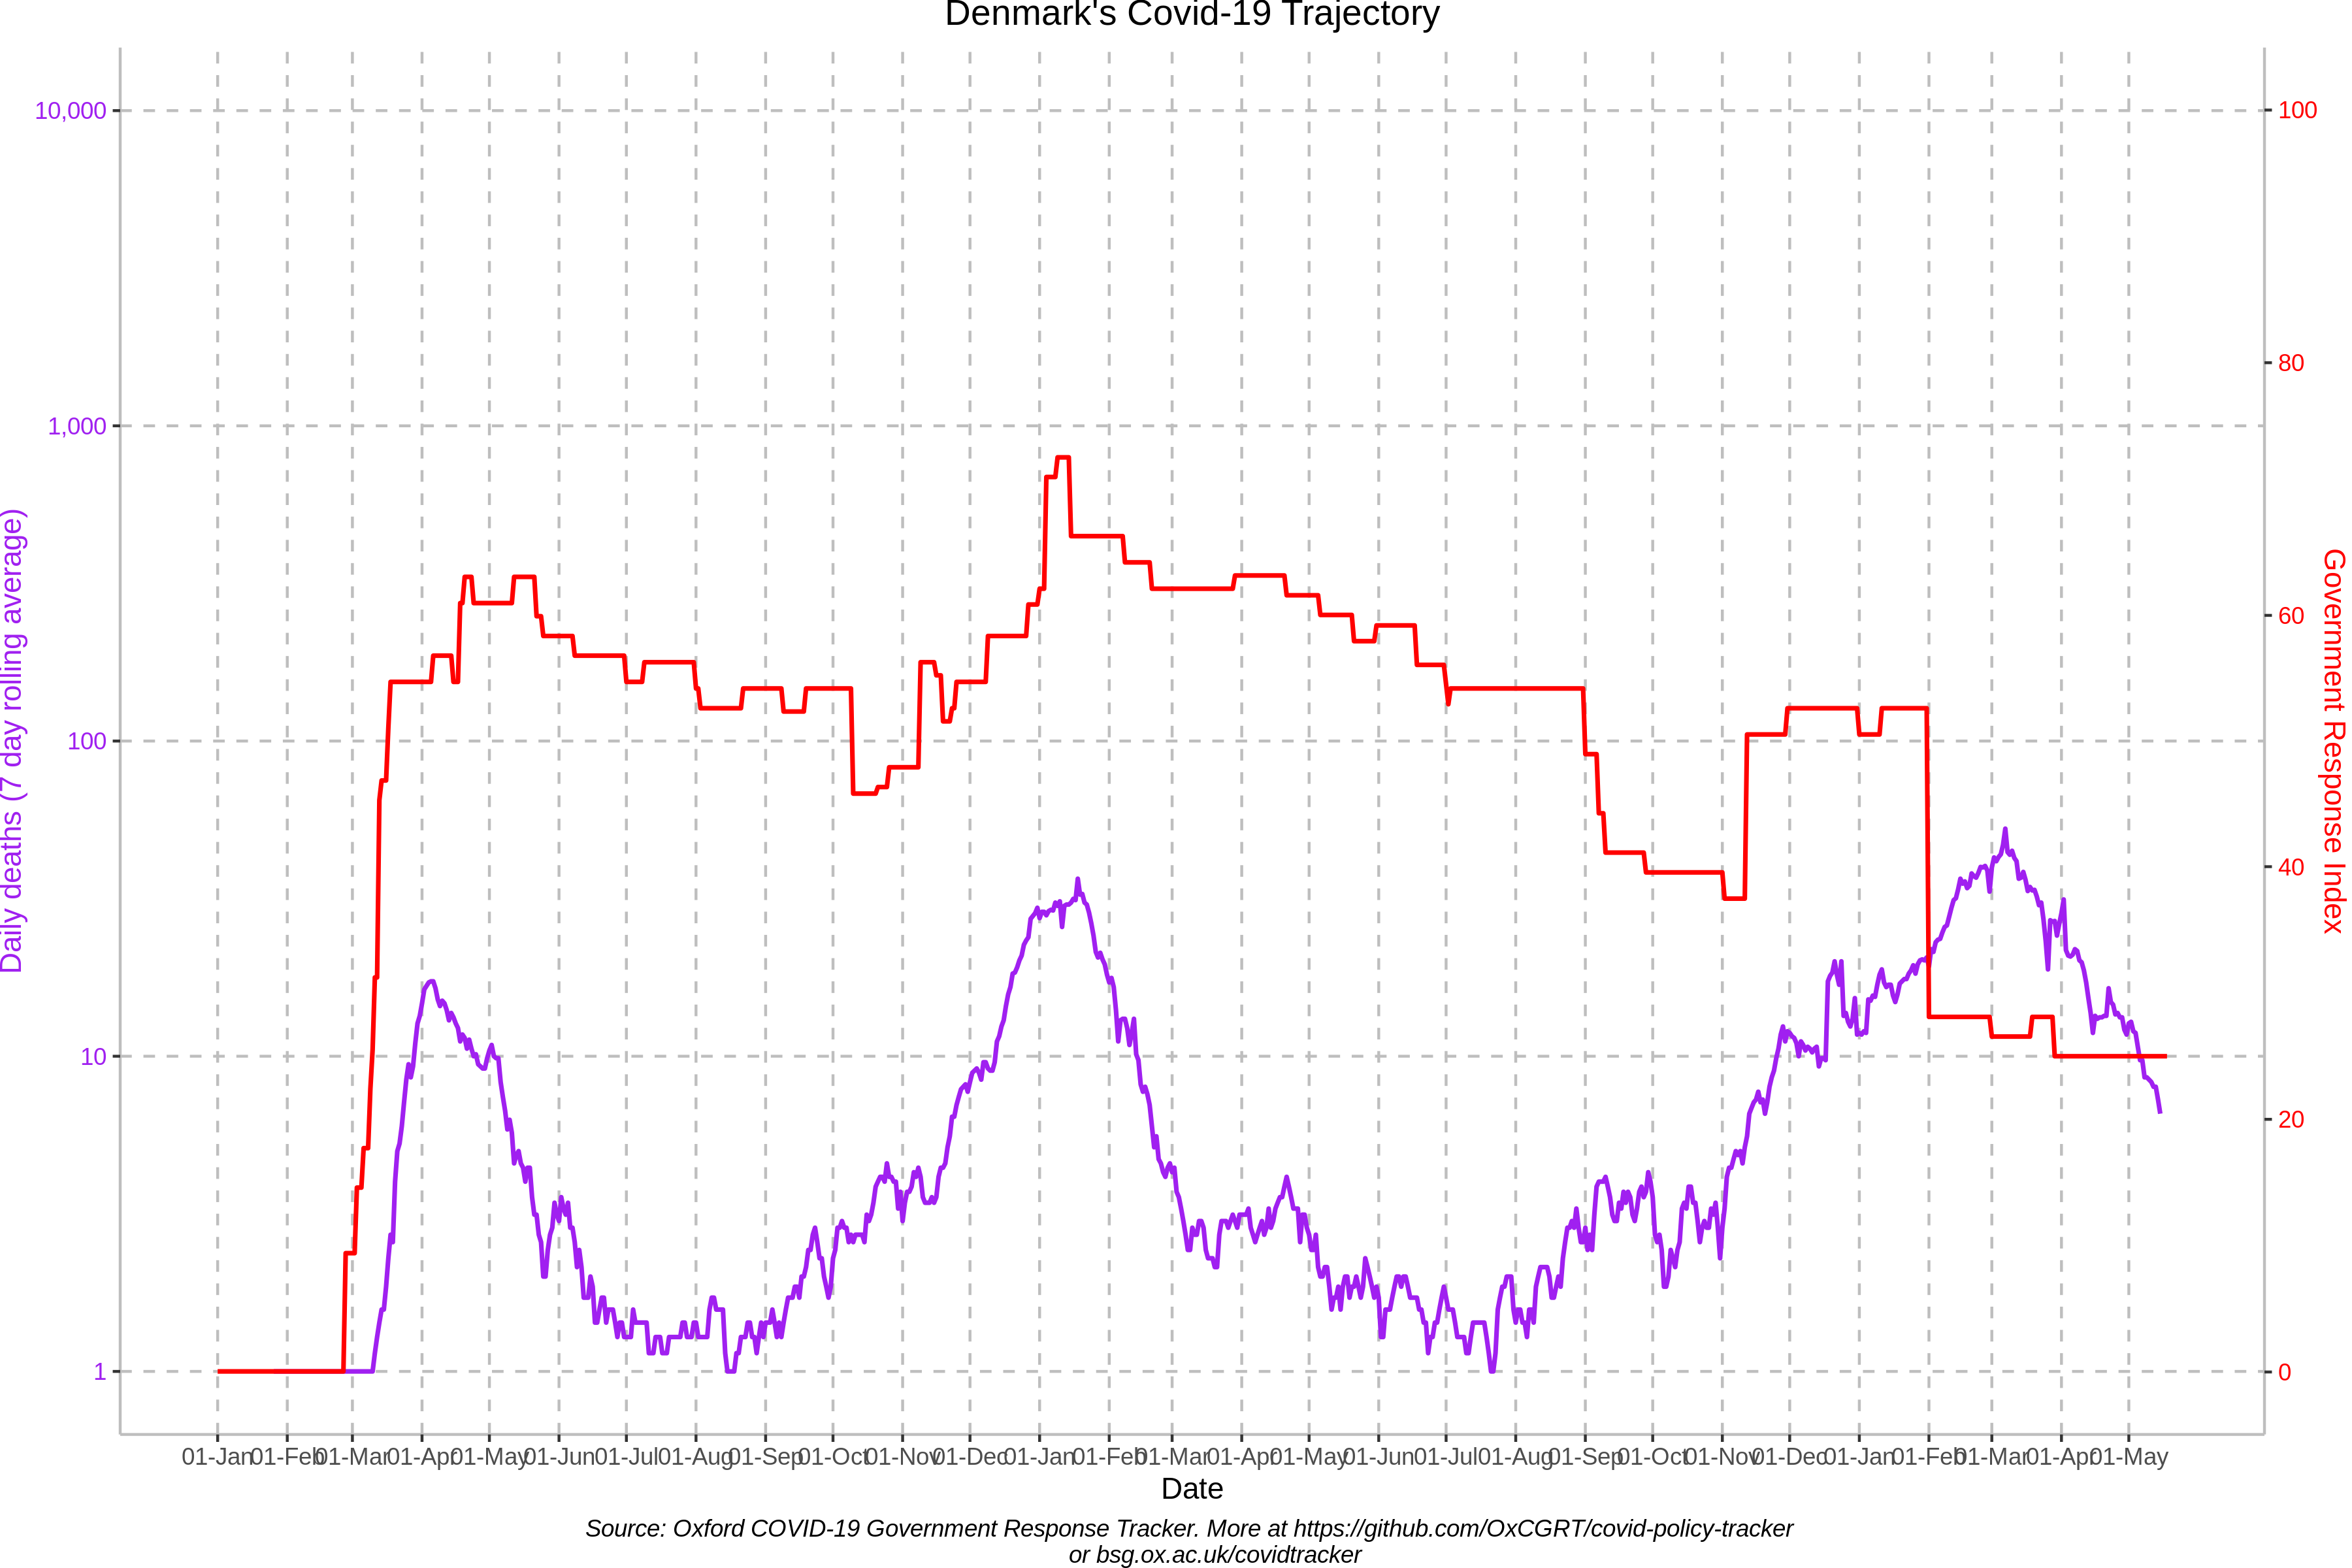 Denmark's Covid-19 Trajectory
10,000
1,000
100
10
1
Daily deaths (7 day rolling average)
100
80
60
40
20
0
Government Response Index
01-Jan 01-Feb 01-Mar 01-Apr 01-May 01-Jun 01-Jul 01-Aug 01-Sep 01-Oct 01-Nov 01-Dec 01-Jan 01-Feb 01-Mar 01-Apr 01-May 01-Jun 01-Jul 01-Aug 01-Sep 01-Oct 01-Nov 01-Dec 01-Jan 01-Feb 01-Mar 01-Apr 01-May
Date
Source: Oxford COVID-19 Government Response Tracker. More at https://github.com/OxCGRT/covid-policy-tracker
or bsg.ox.ac.uk/covidtracker